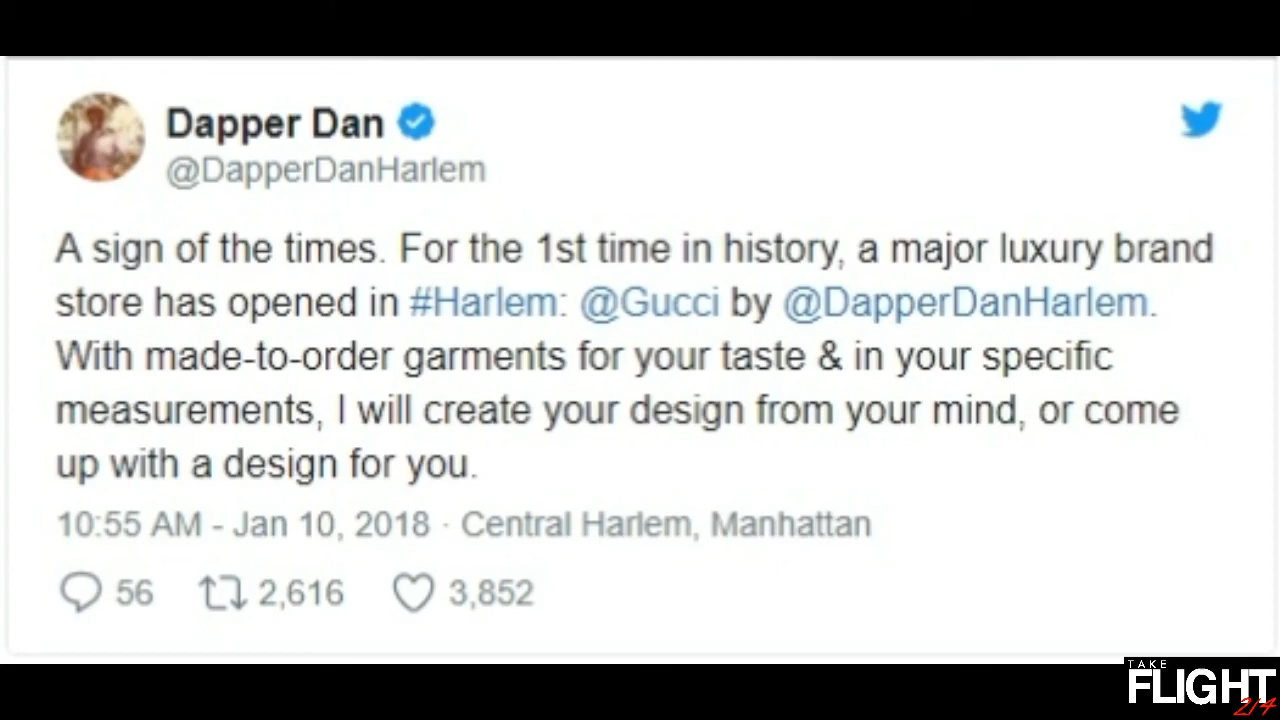 Dapper Dan
@DapperDanHarlem
A sign of the times. For the 1st time in history, a major luxury brand
store has opened in #Harlem: @Gucci by @DapperDanHarlem.
With made-to-order garments for your taste & in your specific
measurements, I will create your design from your mind, or come
up with a design for you.
10:55 AM - Jan 10, 2018 · Central Harlem, Manhattan
56 2,616 3,852
TAKE
FLIGHT
214